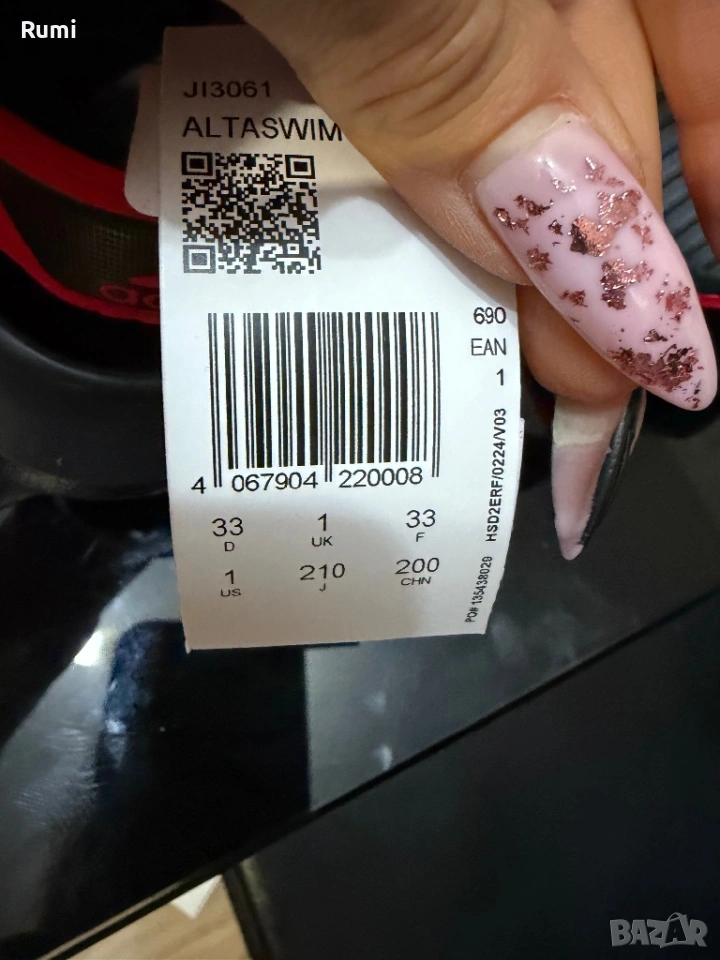 Rumi
JI3061
ALTASWIM
690
EAN
1
4 067904 220008
33 1 33
D UK F
1 210 200
US J CHN
HSD2ERF/0224/V03
PO# 135438029
BAZAR